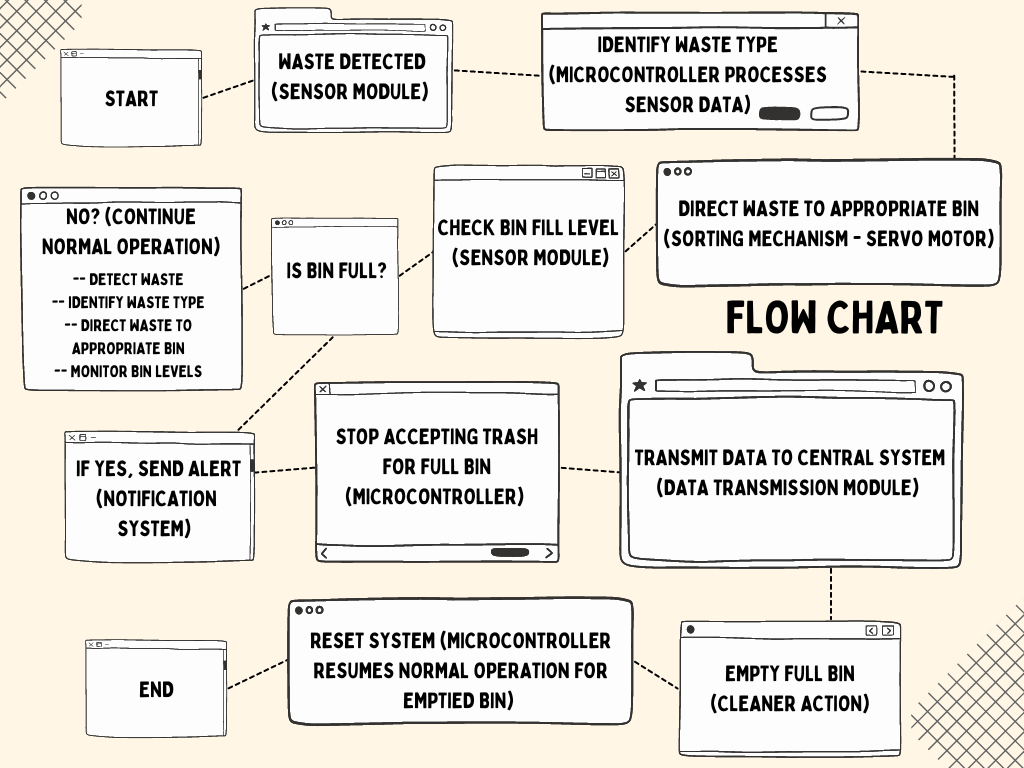 START
WASTE DETECTED
(SENSOR MODULE)
IDENTIFY WASTE TYPE
(MICROCONTROLLER PROCESSES
SENSOR DATA)
DIRECT WASTE TO APPROPRIATE BIN
(SORTING MECHANISM - SERVO MOTOR)
CHECK BIN FILL LEVEL
(SENSOR MODULE)
IS BIN FULL?
NO? (CONTINUE
NORMAL OPERATION)
-- DETECT WASTE
-- IDENTIFY WASTE TYPE
-- DIRECT WASTE TO
APPROPRIATE BIN
-- MONITOR BIN LEVELS
FLOW CHART
IF YES, SEND ALERT
(NOTIFICATION
SYSTEM)
STOP ACCEPTING TRASH
FOR FULL BIN
(MICROCONTROLLER)
TRANSMIT DATA TO CENTRAL SYSTEM
(DATA TRANSMISSION MODULE)
EMPTY FULL BIN
(CLEANER ACTION)
RESET SYSTEM (MICROCONTROLLER
RESUMES NORMAL OPERATION FOR
EMPTIED BIN)
END